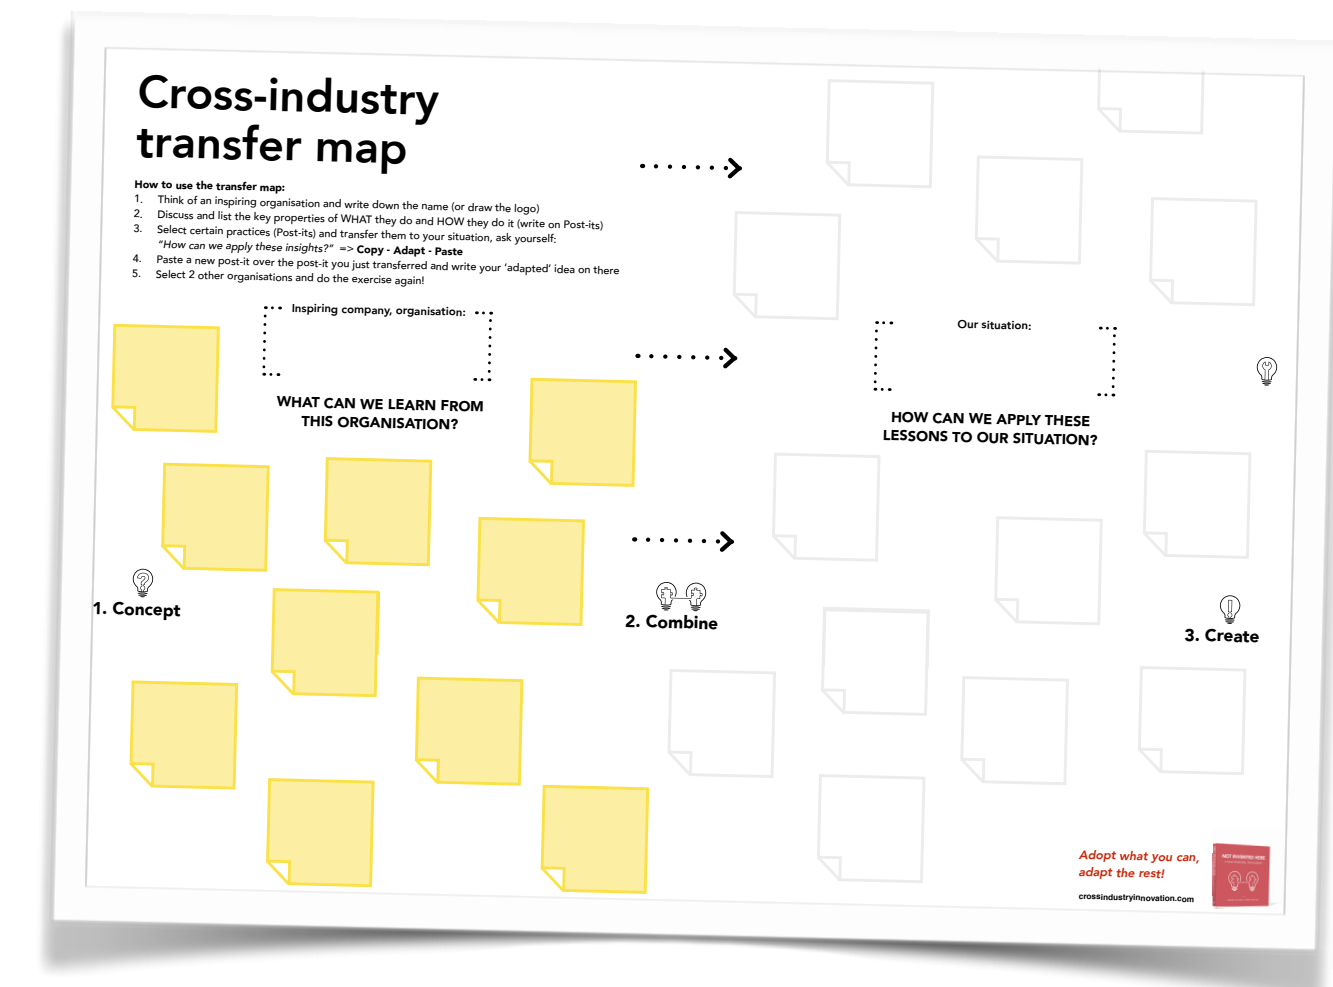 Cross-industry
transfer map
How to use the transfer map:
1. Think of an inspiring organisation and write down the name (or draw the logo)
2. Discuss and list the key properties of WHAT they do and HOW they do it (write on Post-its)
3. Select certain practices (Post-its) and transfer them to your situation, ask yourself:
“How can we apply these insights?” => Copy - Adapt - Paste
4. Paste a new post-it over the post-it you just transferred and write your ‘adapted’ idea on there
5. Select 2 other organisations and do the exercise again!
Inspiring company, organisation:
WHAT CAN WE LEARN FROM
THIS ORGANISATION?
Our situation:
HOW CAN WE APPLY THESE
LESSONS TO OUR SITUATION?
1. Concept
2. Combine
3. Create
Adopt what you can,
adapt the rest!
crossindustryinnovation.com
NOT INVENTED HERE